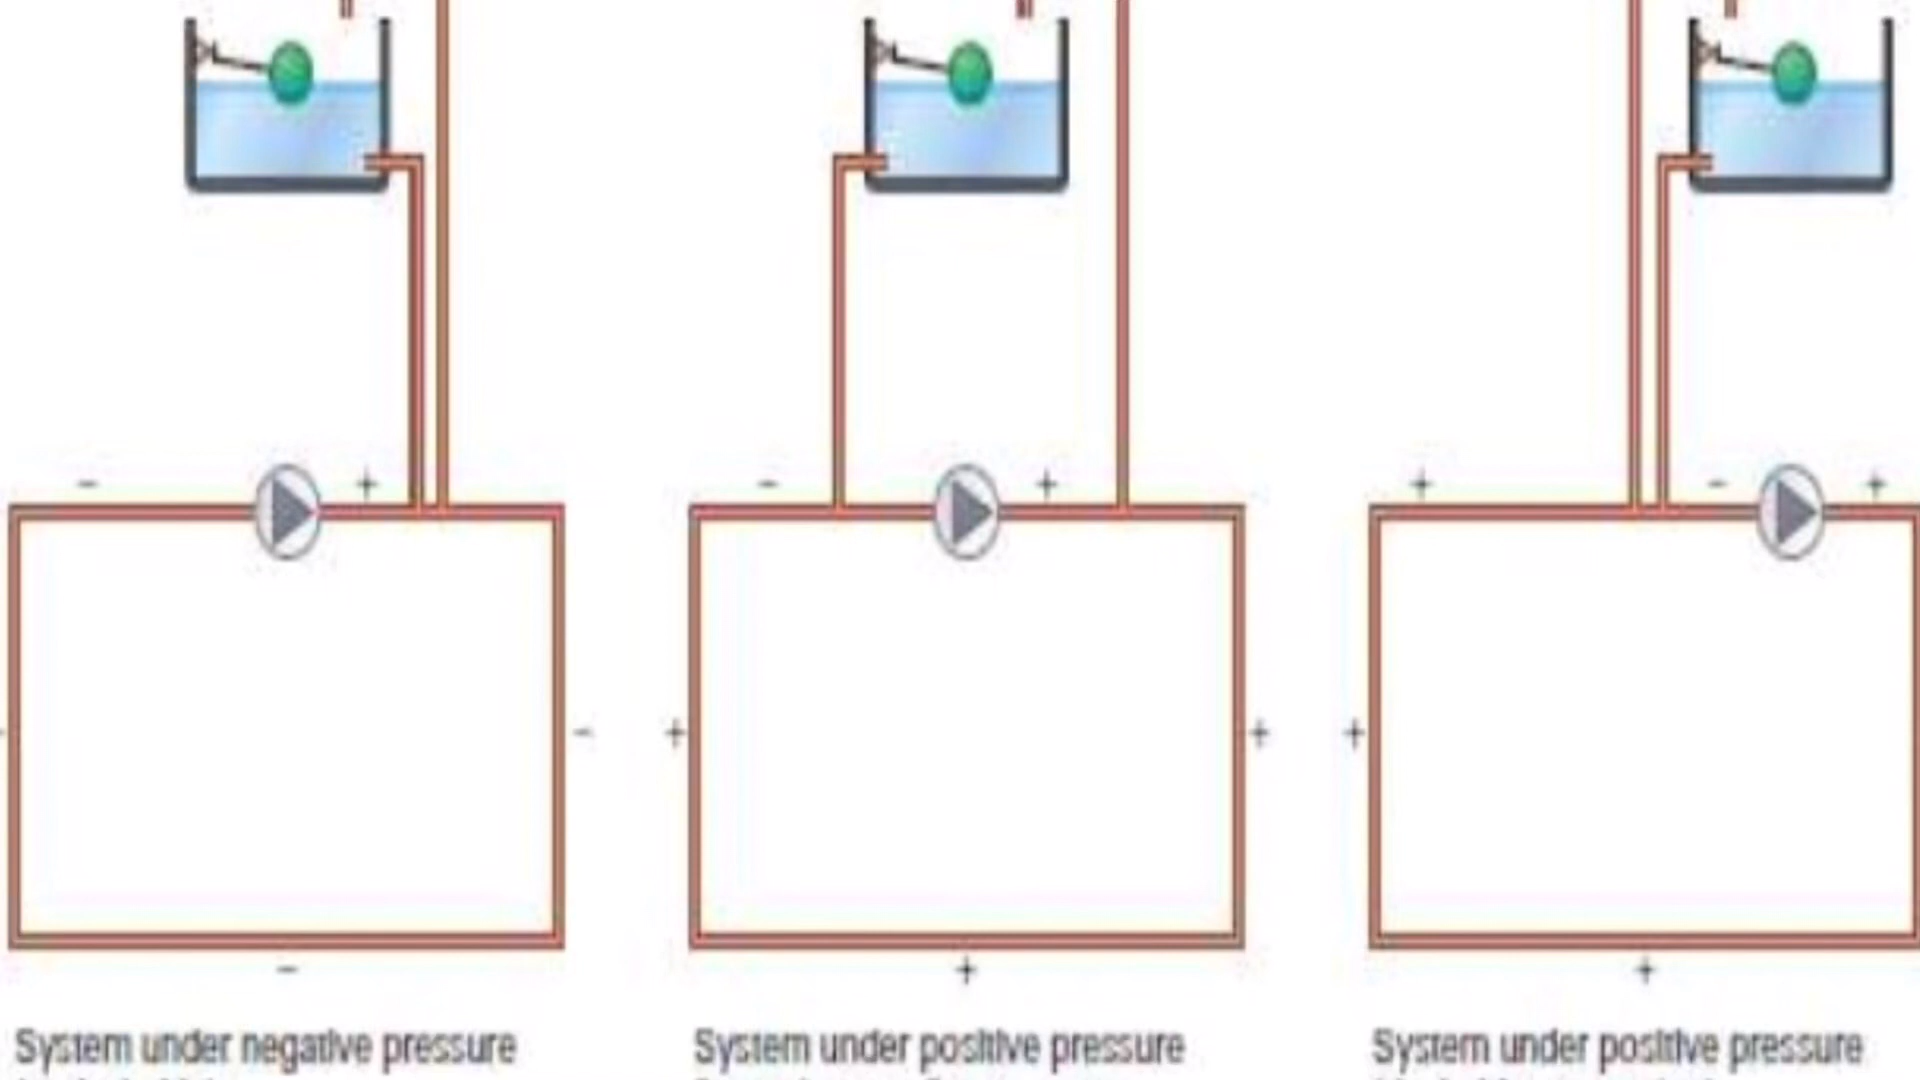 - +
- +
+ - +
- -
+ +
+
-
+
+
System under negative pressure
System under positive pressure
System under positive pressure